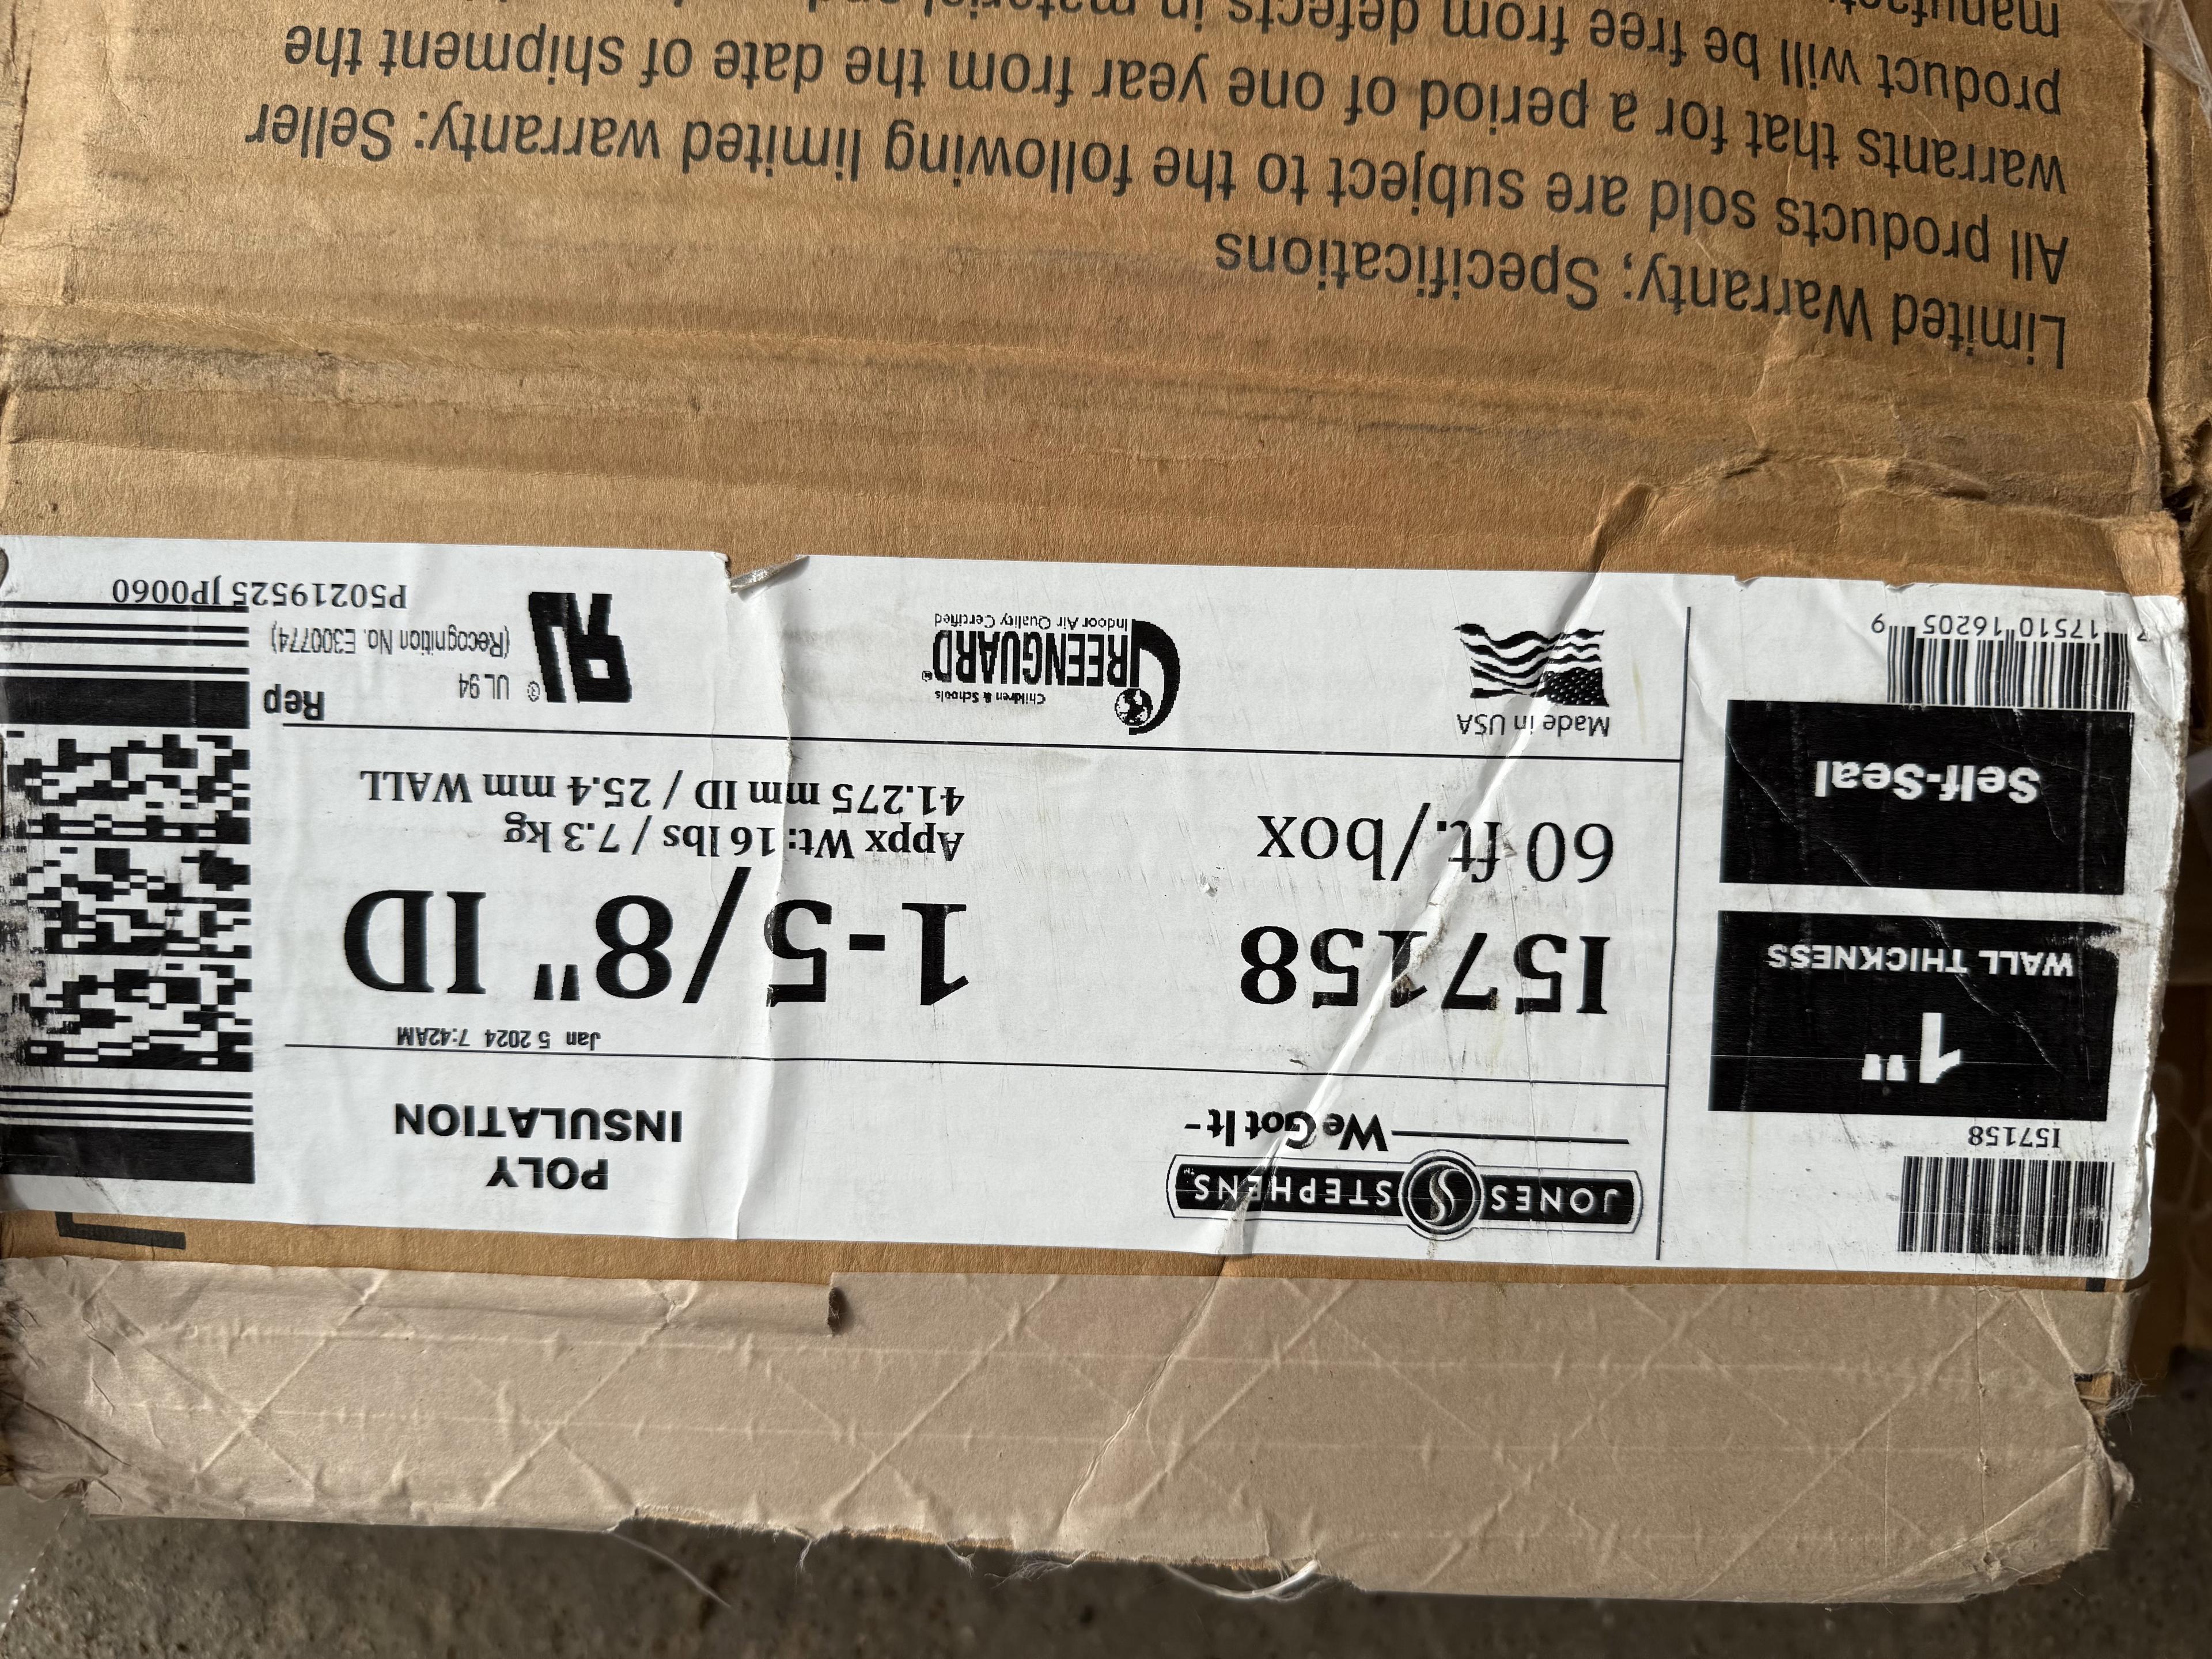 I57158
1"
WALL THICKNESS
Self-Seal
7 17510 16205 9
JONES STEPHENS™
We Got It -
POLY
INSULATION
Jan 5 2024 7:42AM
I57158
1-5/8" ID
60 ft./box
Appx Wt: 16 lbs / 7.3 kg
41.275 mm ID / 25.4 mm WALL
Made in USA
Children & Schools
GREENGUARD
Indoor Air Quality Certified
UL 94
(Recognition No. E300774)
Rep
P50219525 JP0060
Limited Warranty; Specifications
All products sold are subject to the following limited warranty: Seller
warrants that for a period of one year from the date of shipment the
product will be free from defects in material and